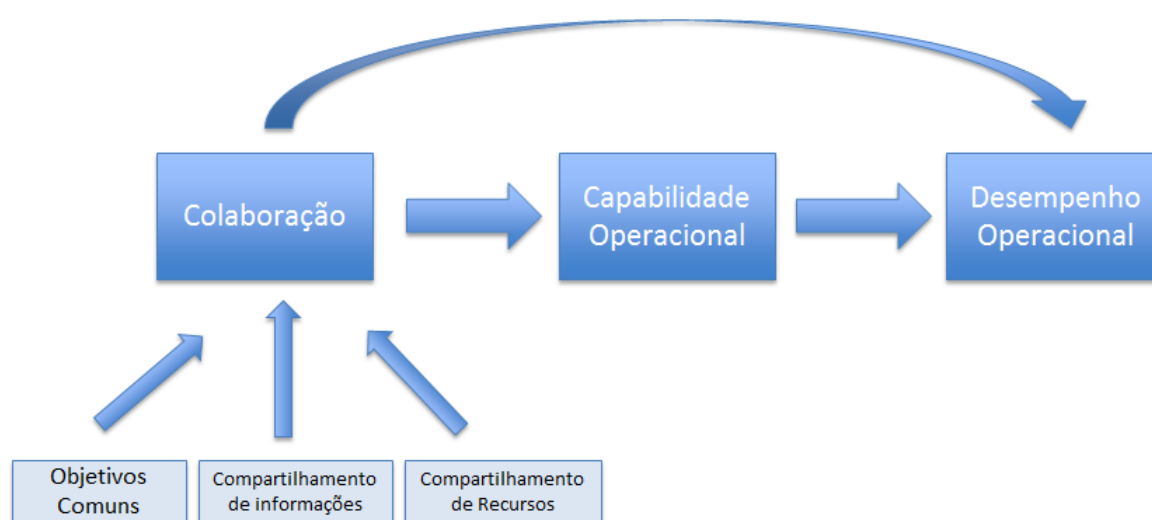 Colaboração
Capabilidade
Operacional
Desempenho
Operacional
Objetivos
Comuns
Compartilhamento
de informações
Compartilhamento
de Recursos